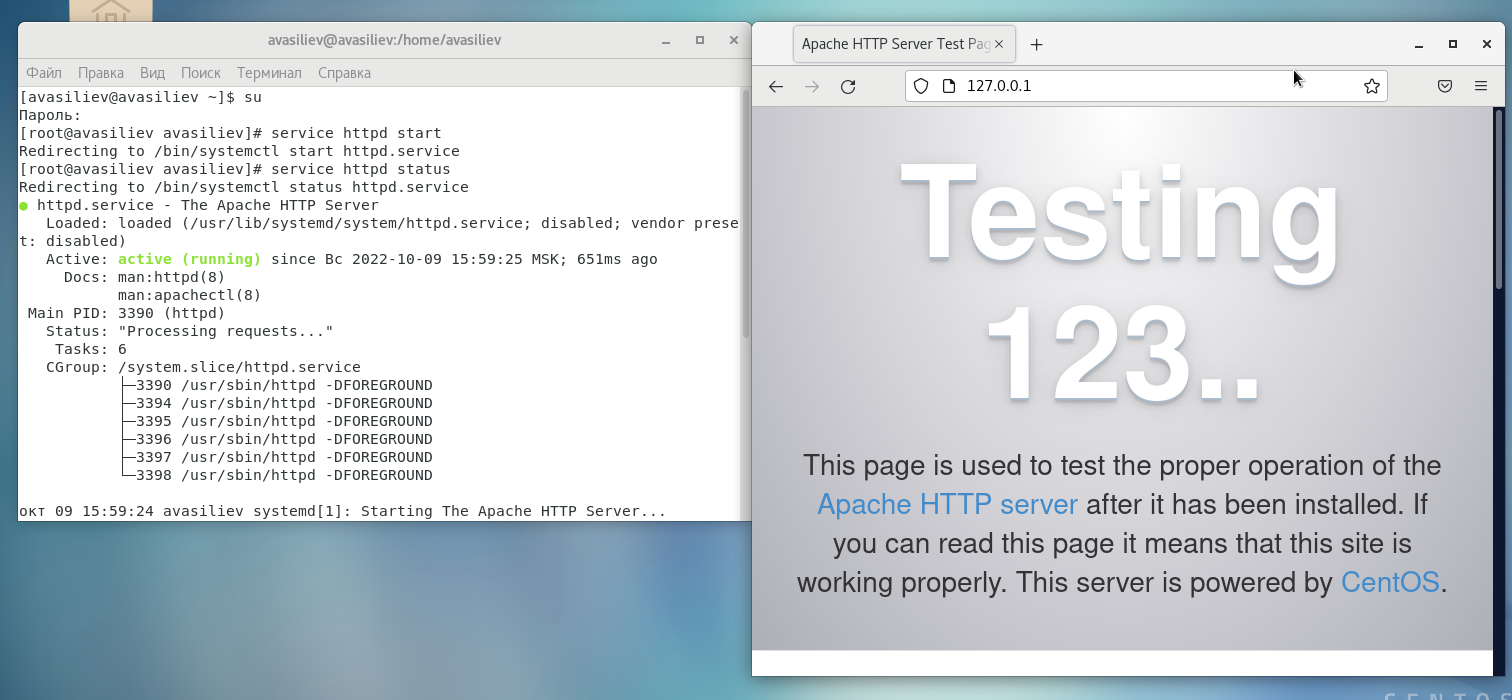 avasiliev@avasiliev:/home/avasiliev
Файл Правка Вид Поиск Терминал Справка
[avasiliev@avasiliev ~]$ su
Пароль:
[root@avasiliev avasiliev]# service httpd start
Redirecting to /bin/systemctl start httpd.service
[root@avasiliev avasiliev]# service httpd status
Redirecting to /bin/systemctl status httpd.service
● httpd.service - The Apache HTTP Server
   Loaded: loaded (/usr/lib/systemd/system/httpd.service; disabled; vendor prese
t: disabled)
   Active: active (running) since Вс 2022-10-09 15:59:25 MSK; 651ms ago
     Docs: man:httpd(8)
           man:apachectl(8)
 Main PID: 3390 (httpd)
   Status: "Processing requests..."
    Tasks: 6
   CGroup: /system.slice/httpd.service
           ├─3390 /usr/sbin/httpd -DFOREGROUND
           ├─3394 /usr/sbin/httpd -DFOREGROUND
           ├─3395 /usr/sbin/httpd -DFOREGROUND
           ├─3396 /usr/sbin/httpd -DFOREGROUND
           ├─3397 /usr/sbin/httpd -DFOREGROUND
           └─3398 /usr/sbin/httpd -DFOREGROUND
окт 09 15:59:24 avasiliev systemd[1]: Starting The Apache HTTP Server...
Apache HTTP Server Test Pag
127.0.0.1
Testing
123..
This page is used to test the proper operation of the
Apache HTTP server after it has been installed. If
you can read this page it means that this site is
working properly. This server is powered by CentOS.